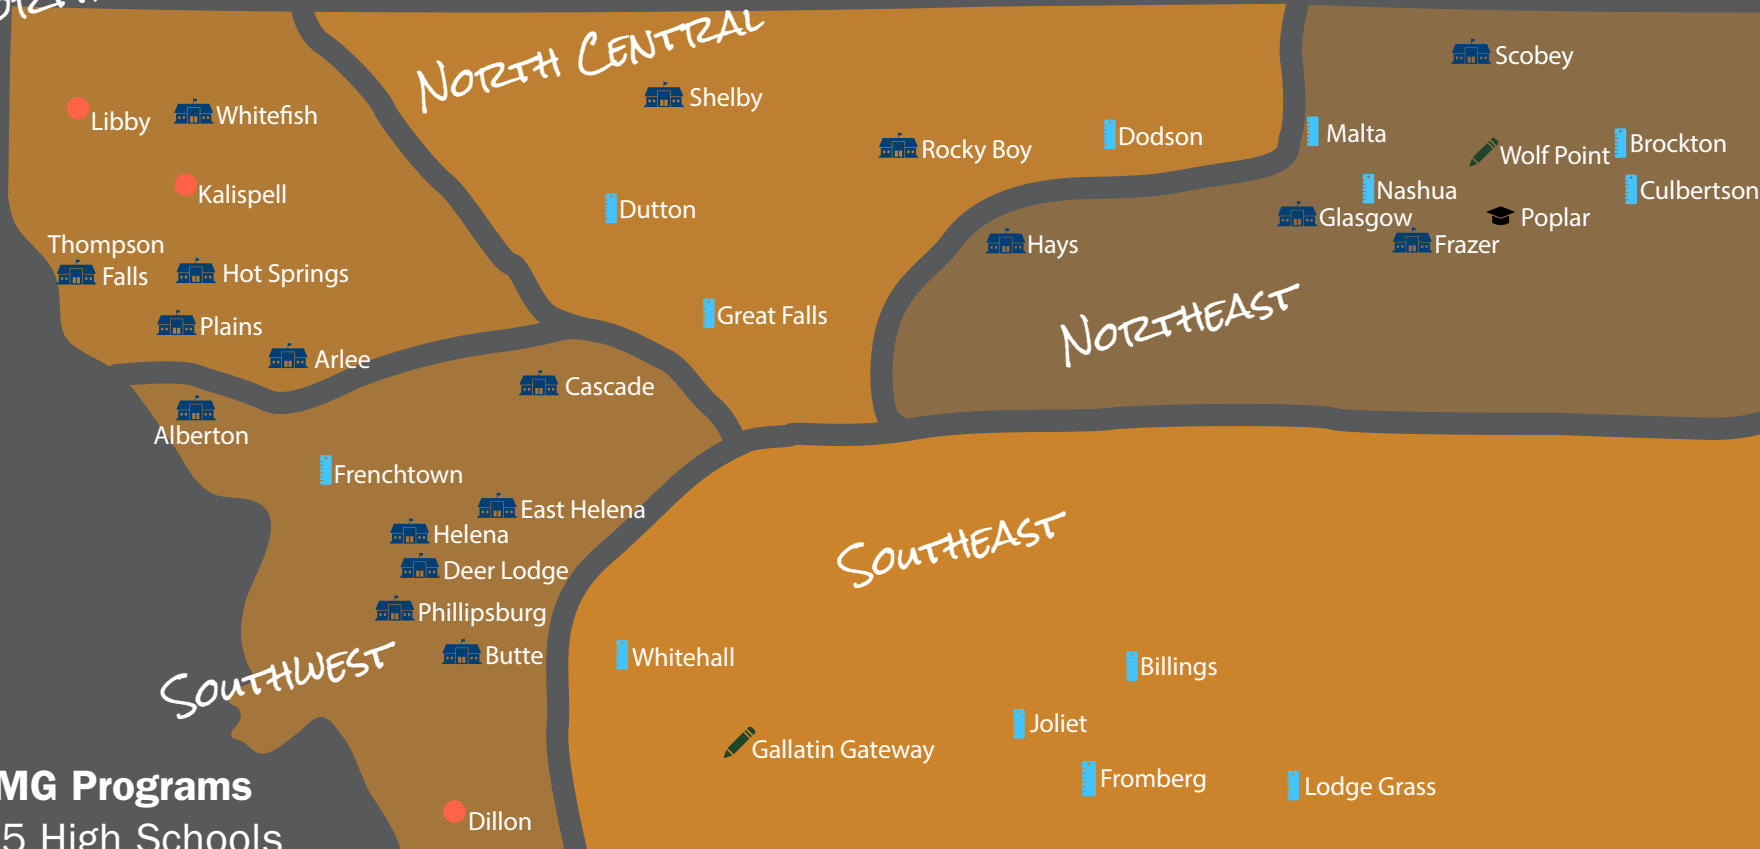 NORTH CENTRAL
Scobey
Shelby
Libby
Whitefish
Rocky Boy
Dodson
Malta
Wolf Point
Brockton
Kalispell
Dutton
Nashua
Culbertson
Glasgow
Poplar
Thompson
Falls
Hot Springs
Hays
Frazer
Plains
Great Falls
NORTHEAST
Arlee
Cascade
Alberton
Frenchtown
East Helena
Helena
SOUTHEAST
Deer Lodge
Phillipsburg
Butte
SOUTHWEST
Whitehall
Billings
Joliet
Gallatin Gateway
MG Programs
Fromberg
Lodge Grass
Dillon
5 High Schools